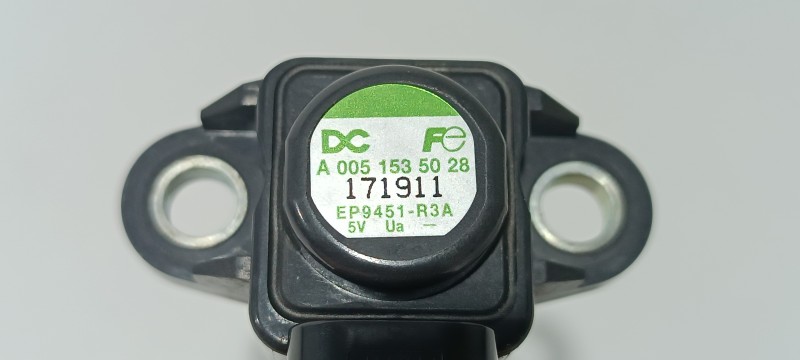 DC Fe
A 005 153 50 28
171911
EP9451-R3A
5V Ua ⎓